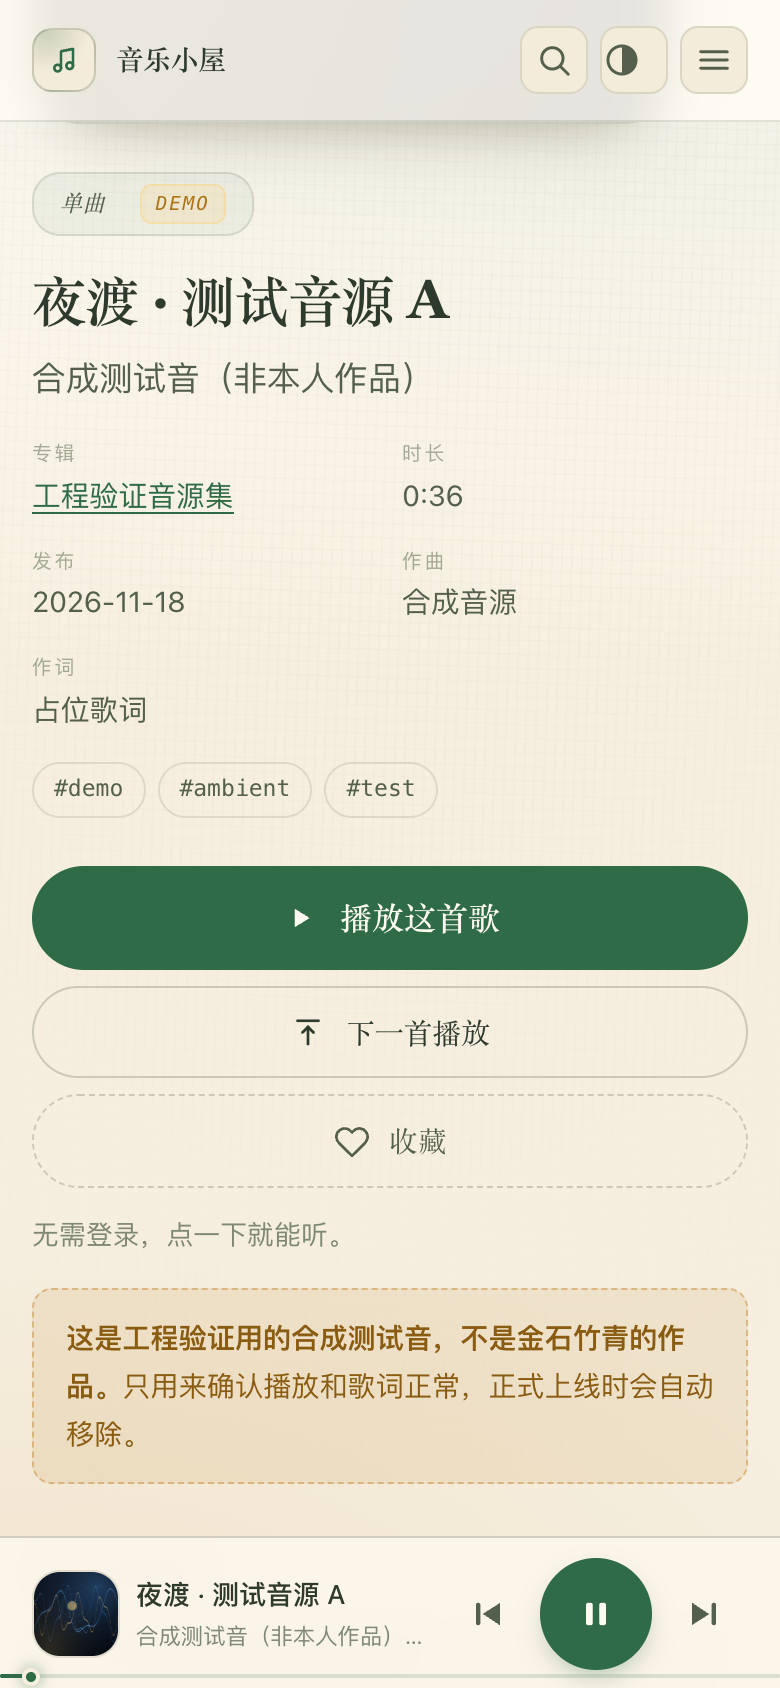 音乐小屋
单曲 DEMO
夜渡 · 测试音源 A
合成测试音（非本人作品）
专辑 时长
工程验证音源集 0:36
发布 作曲
2026-11-18 合成音源
作词
占位歌词
#demo #ambient #test
播放这首歌
下一首播放
收藏
无需登录，点一下就能听。
这是工程验证用的合成测试音，不是金石竹青的作
品。只用来确认播放和歌词正常，正式上线时会自动
移除。
夜渡 · 测试音源 A
合成测试音（非本人作品）...